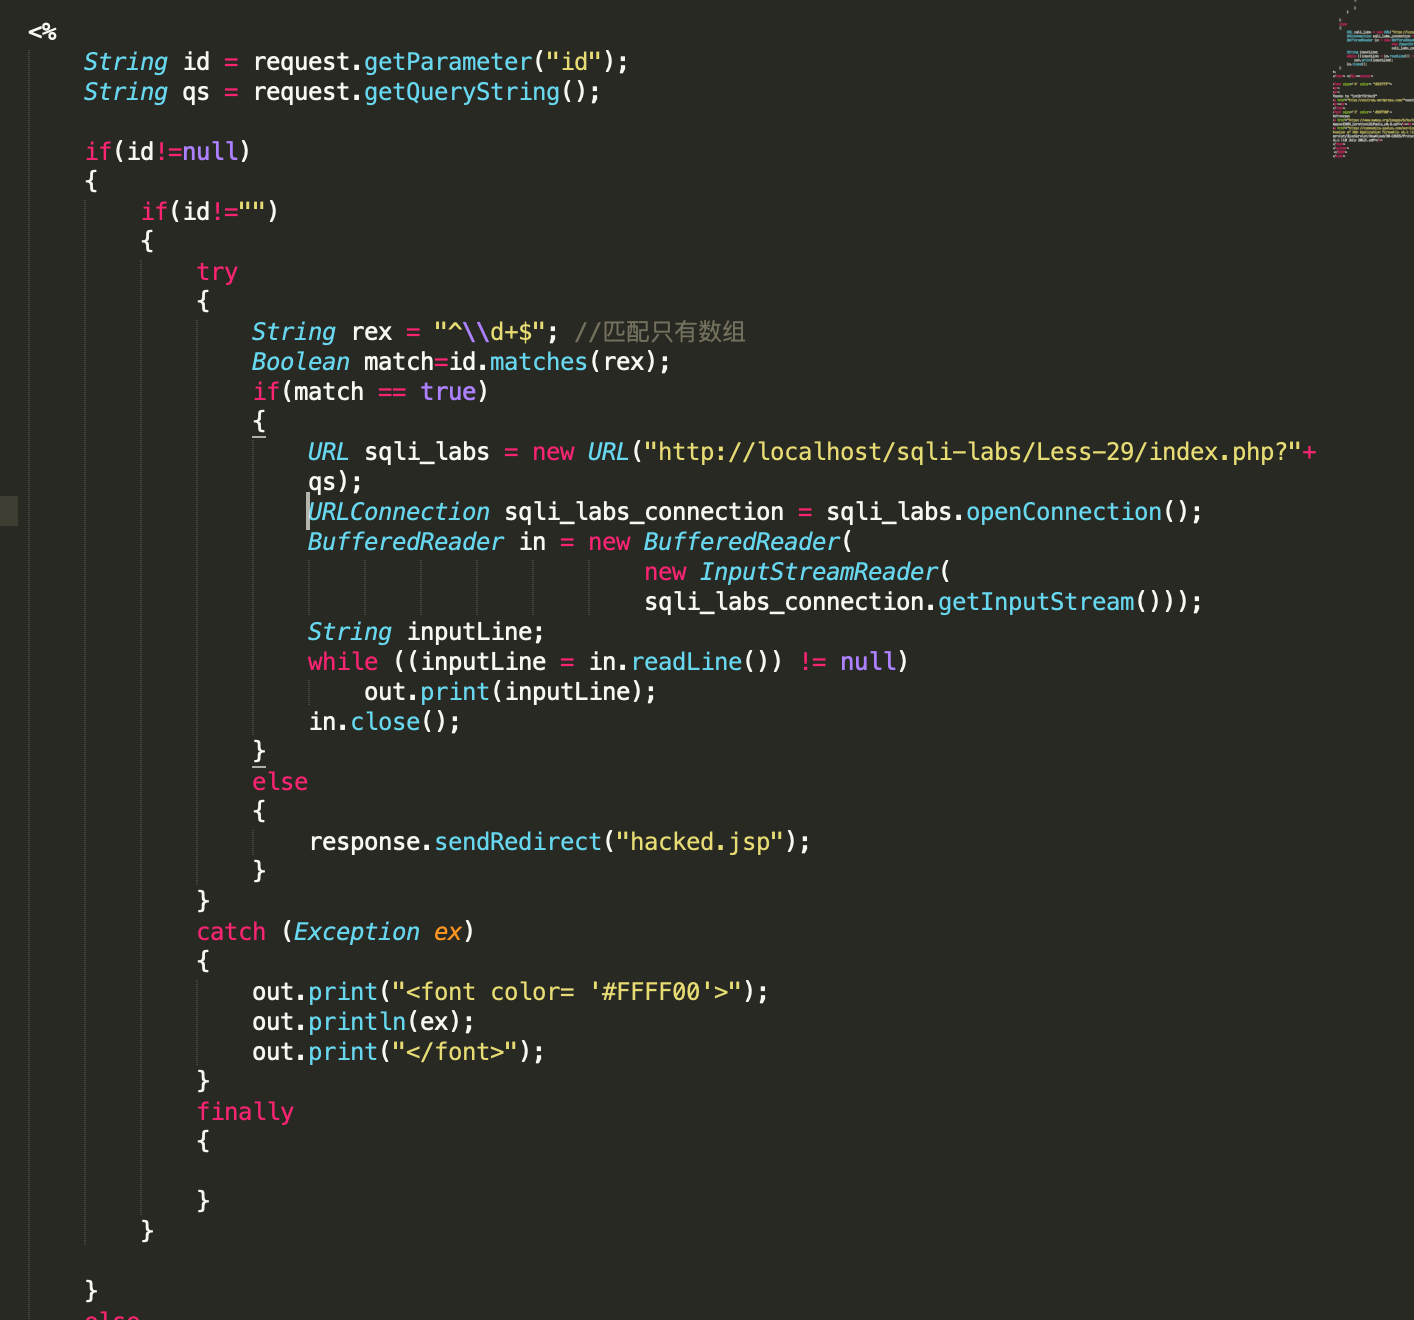 <%
String id = request.getParameter("id");
String qs = request.getQueryString();
if(id!=null)
{
if(id!="")
{
try
{
String rex = "^\\d+$"; //匹配只有数组
Boolean match=id.matches(rex);
if(match == true)
{
URL sqli_labs = new URL("http://localhost/sqli-labs/Less-29/index.php?"+
qs);
URLConnection sqli_labs_connection = sqli_labs.openConnection();
BufferedReader in = new BufferedReader(
new InputStreamReader(
sqli_labs_connection.getInputStream()));
String inputLine;
while ((inputLine = in.readLine()) != null)
out.print(inputLine);
in.close();
}
else
{
response.sendRedirect("hacked.jsp");
}
}
catch (Exception ex)
{
out.print("<font color= '#FFFF00'>");
out.println(ex);
out.print("</font>");
}
finally
{
}
}
}
else